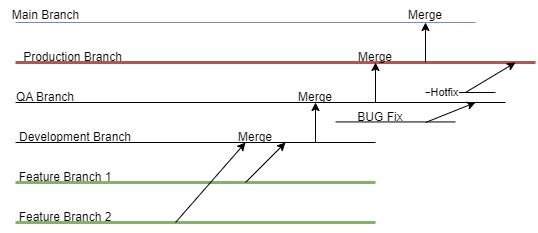 Main Branch
Merge
Production Branch
Merge
Hotfix
QA Branch
Merge
BUG Fix
Development Branch
Merge
Feature Branch 1
Feature Branch 2